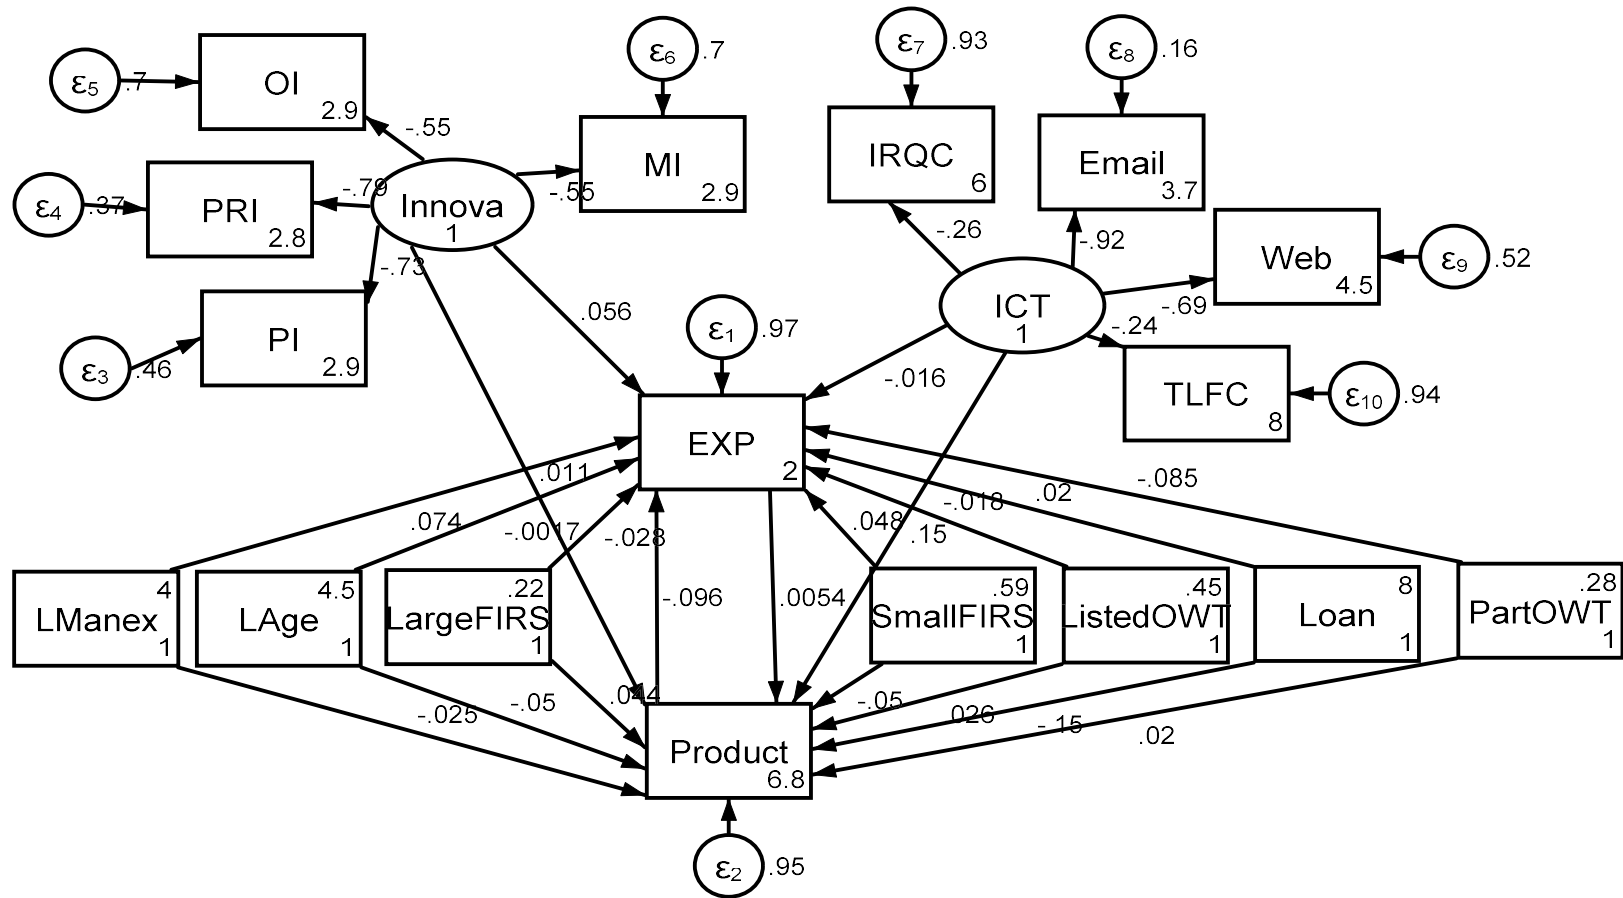 ε5
.7
OI
2.9
-.55
ε6
.7
MI
2.9
-.55
ε7
.93
IRQC
6
-.26
ε8
.16
Email
3.7
-.92
ε4
.37
PRI
2.8
-.79
Innova
1
ICT
1
Web
4.5
-.69
ε9
.52
-.73
ε3
.46
PI
2.9
.056
ε1
.97
-.016
-.24
TLFC
8
ε10
.94
EXP
2
.011
.074
-.0017
-.028
.048
.15
-.018
.02
-.085
LManex
4
1
LAge
4.5
1
LargeFIRS
.22
1
-.096
.0054
SmallFIRS
.59
1
ListedOWT
.45
1
Loan
8
1
PartOWT
.28
1
-.025
-.05
.044
-.05
.026
-.15
.02
Product
6.8
ε2
.95